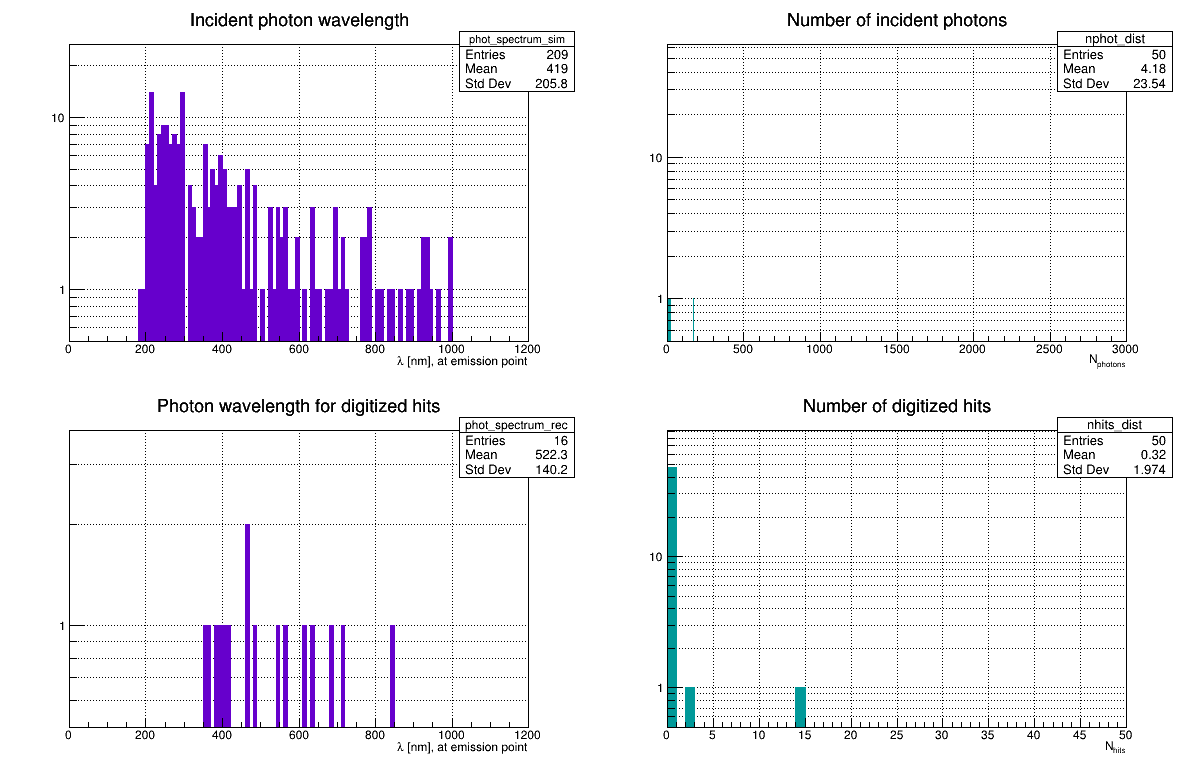 Incident photon wavelength
phot_spectrum_sim
Entries 209
Mean 419
Std Dev 205.8
10
1
0 200 400 600 800 1000 1200
λ [nm], at emission point
Number of incident photons
nphot_dist
Entries 50
Mean 4.18
Std Dev 23.54
10
1
0 500 1000 1500 2000 2500 3000
Nphotons
Photon wavelength for digitized hits
phot_spectrum_rec
Entries 16
Mean 522.3
Std Dev 140.2
1
0 200 400 600 800 1000 1200
λ [nm], at emission point
Number of digitized hits
nhits_dist
Entries 50
Mean 0.32
Std Dev 1.974
10
1
0 5 10 15 20 25 30 35 40 45 50
Nhits